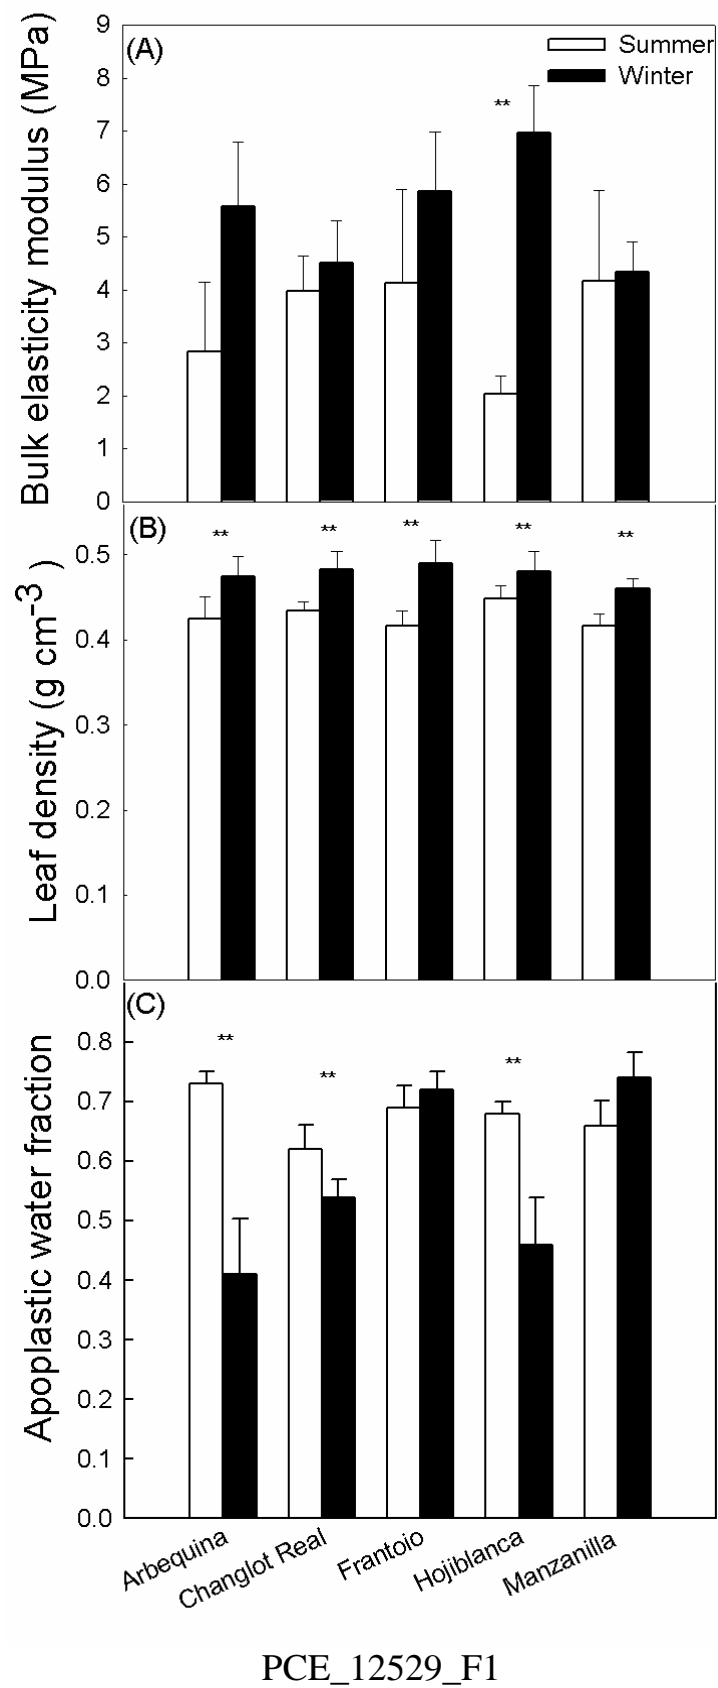 Bulk elasticity modulus (MPa)
9
8
7
6
5
4
3
2
1
0
(A)
Summer
Winter
**
Leaf density (g cm⁻³ )
0.5
0.4
0.3
0.2
0.1
0.0
(B)
** ** ** ** **
Apoplastic water fraction
0.8
0.7
0.6
0.5
0.4
0.3
0.2
0.1
0.0
(C)
** ** **
Arbequina
Changlot Real
Frantoio
Hojiblanca
Manzanilla
PCE_12529_F1